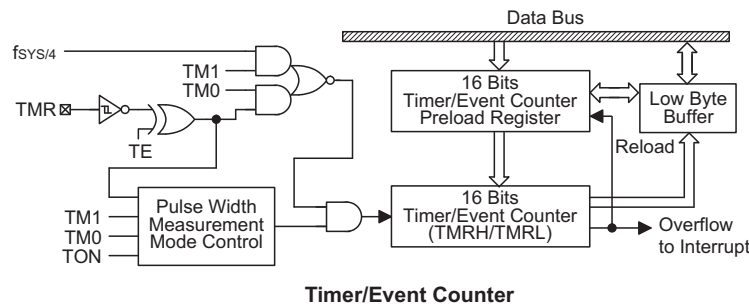 Data Bus
fSYS/4
TM1
TM0
TMR
TE
16 Bits
Timer/Event Counter
Preload Register
Low Byte
Buffer
Reload
TM1
TM0
TON
Pulse Width
Measurement
Mode Control
16 Bits
Timer/Event Counter
(TMRH/TMRL)
Overflow
to Interrupt
Timer/Event Counter